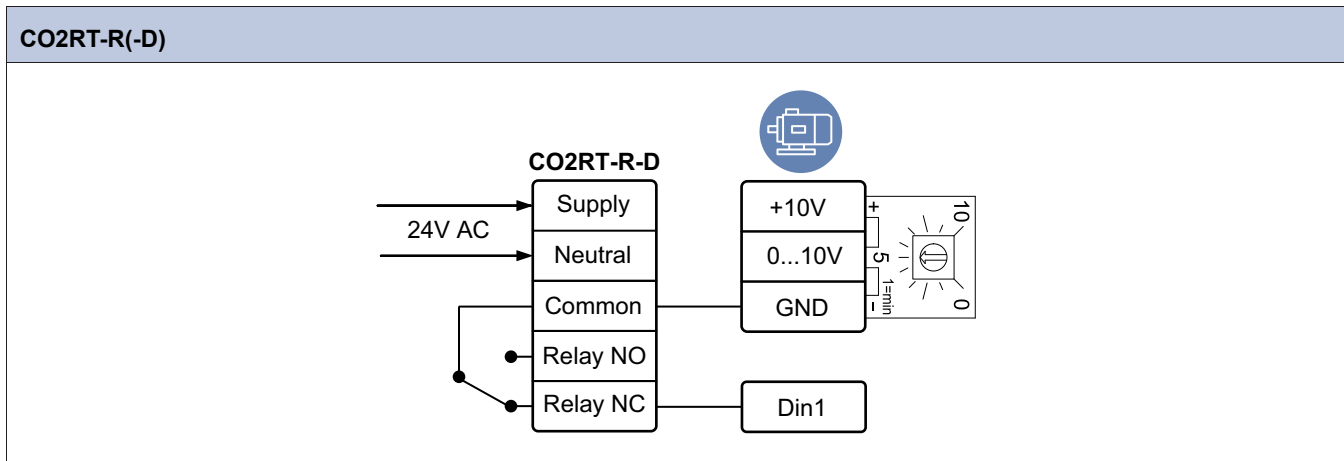 CO2RT-R(-D)
CO2RT-R-D
24V AC
Supply
Neutral
Common
Relay NO
Relay NC
+10V
0...10V
GND
Din1
+
-
10
5
1=min
0